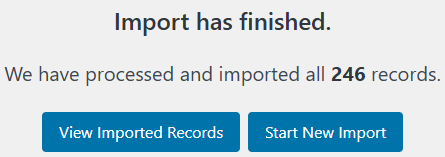 Import has finished.
We have processed and imported all 246 records.
View Imported Records
Start New Import